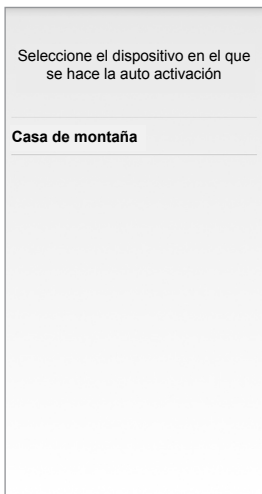 Seleccione el dispositivo en el que
se hace la auto activación
Casa de montaña